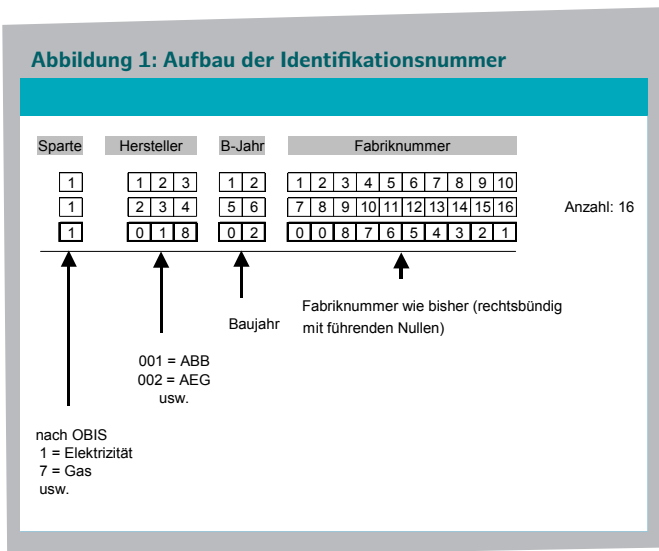 Abbildung 1: Aufbau der Identifikationsnummer
Sparte Hersteller B-Jahr Fabriknummer
1 1 2 3 1 2 1 2 3 4 5 6 7 8 9 10
1 2 3 4 5 6 7 8 9 10 11 12 13 14 15 16 Anzahl: 16
1 0 1 8 0 2 0 0 8 7 6 5 4 3 2 1
Fabriknummer wie bisher (rechtsbündig
mit führenden Nullen)
Baujahr
001 = ABB
002 = AEG
usw.
nach OBIS
1 = Elektrizität
7 = Gas
usw.